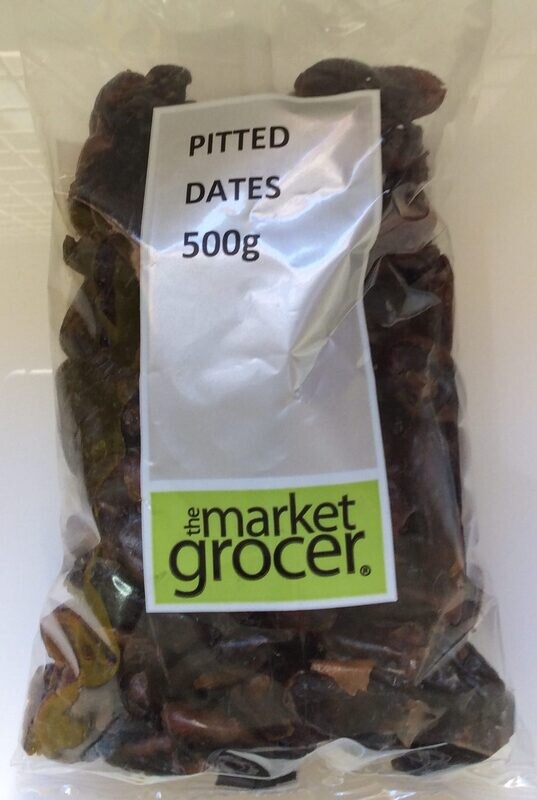 PITTED
DATES
500g
the market
grocer®